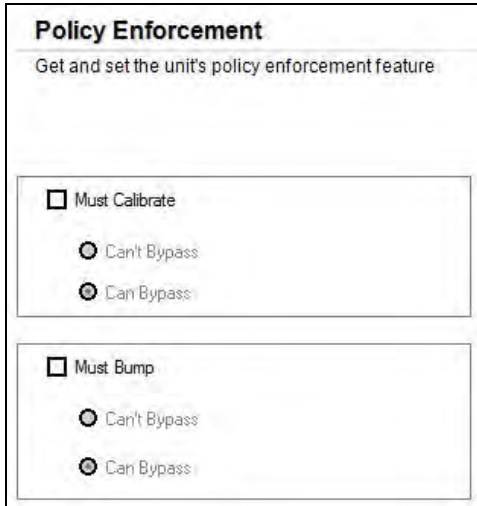 Policy Enforcement
Get and set the unit's policy enforcement feature
Must Calibrate
Can't Bypass
Can Bypass
Must Bump
Can't Bypass
Can Bypass